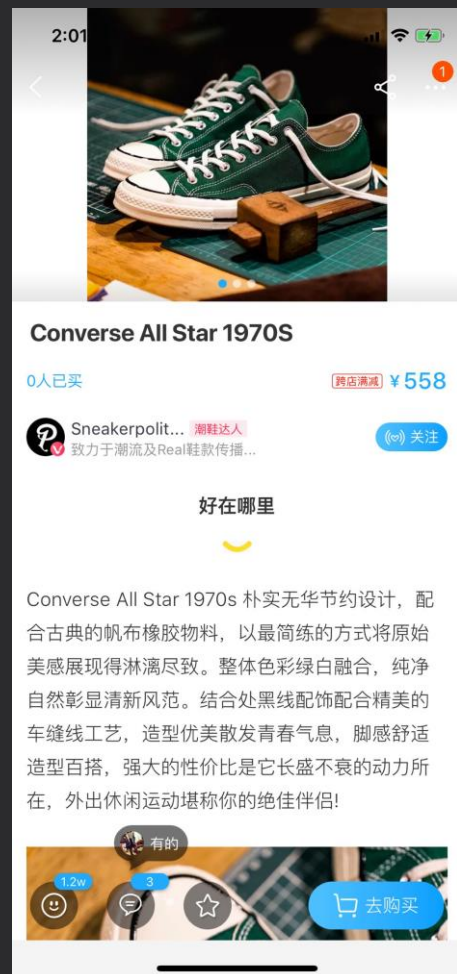 2:01
1
Converse All Star 1970S
0人已买
跨店满减 ¥558
Sneakerpolit... 潮鞋达人
致力于潮流及Real鞋款传播...
关注
好在哪里
Converse All Star 1970s 朴实无华节约设计，配
合古典的帆布橡胶物料，以最简练的方式将原始
美感展现得淋漓尽致。整体色彩绿白融合，纯净
自然彰显清新风范。结合处黑线配饰配合精美的
车缝线工艺，造型优美散发青春气息，脚感舒适
造型百搭，强大的性价比是它长盛不衰的动力所
在，外出休闲运动堪称你的绝佳伴侣!
有的
1.2w
3
去购买